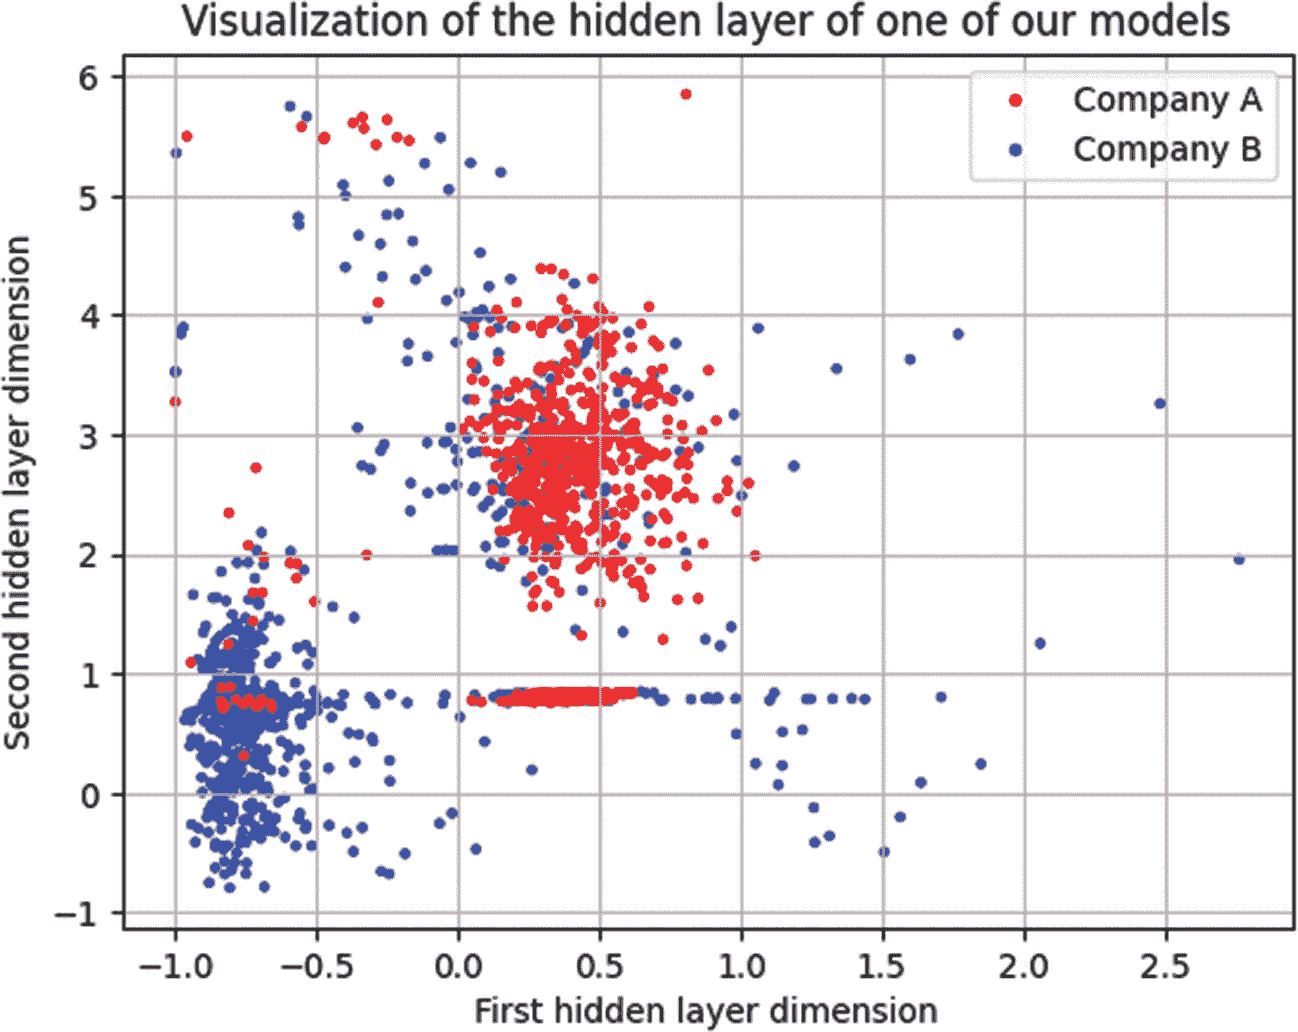 Visualization of the hidden layer of one of our models
Company A
Company B
Second hidden layer dimension
6
5
4
3
2
1
0
−1
−1.0 −0.5 0.0 0.5 1.0 1.5 2.0 2.5
First hidden layer dimension